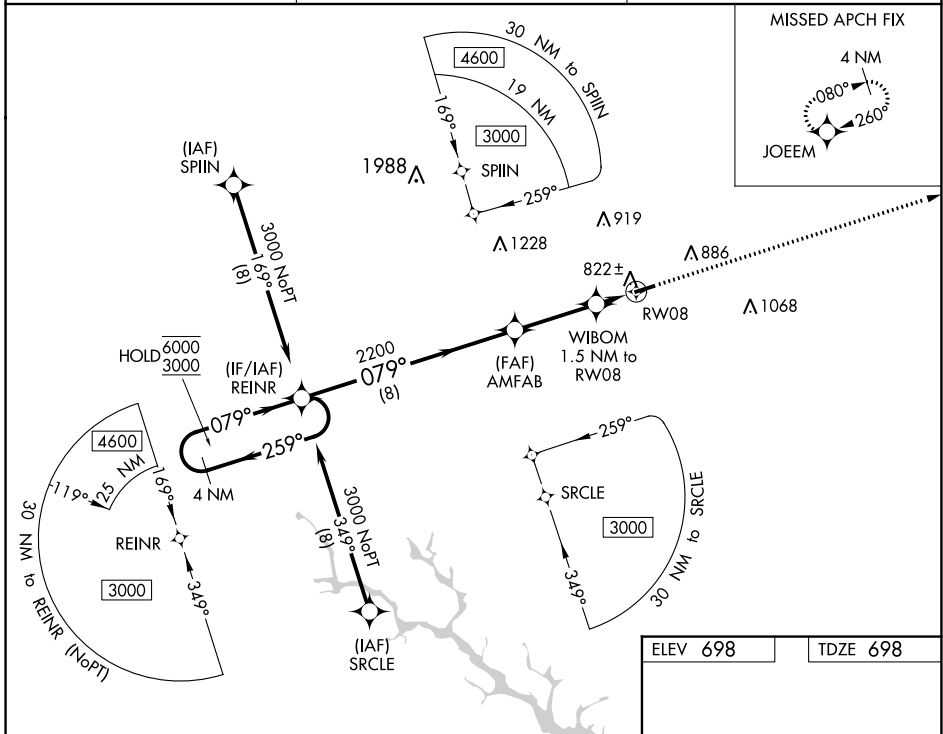 MISSED APCH FIX
4 NM
080°
260°
JOEEM
30 NM to SPIIN
4600
19 NM
169°
3000
SPIIN
259°
1988
(IAF)
SPIIN
3000 NoPT
169°
(8)
919
1228
886
822±
RW08
1068
WIBOM
1.5 NM to
RW08
(FAF)
AMFAB
2200
079°
(8)
HOLD
6000
3000
(IF/IAF)
REINR
079°
259°
4 NM
4600
119°
25 NM
169°
REINR
3000
349°
30 NM to REINR (NoPT)
3000 NoPT
349°
(8)
(IAF)
SRCLE
259°
SRCLE
3000
349°
30 NM to SRCLE
ELEV 698
TDZE 698